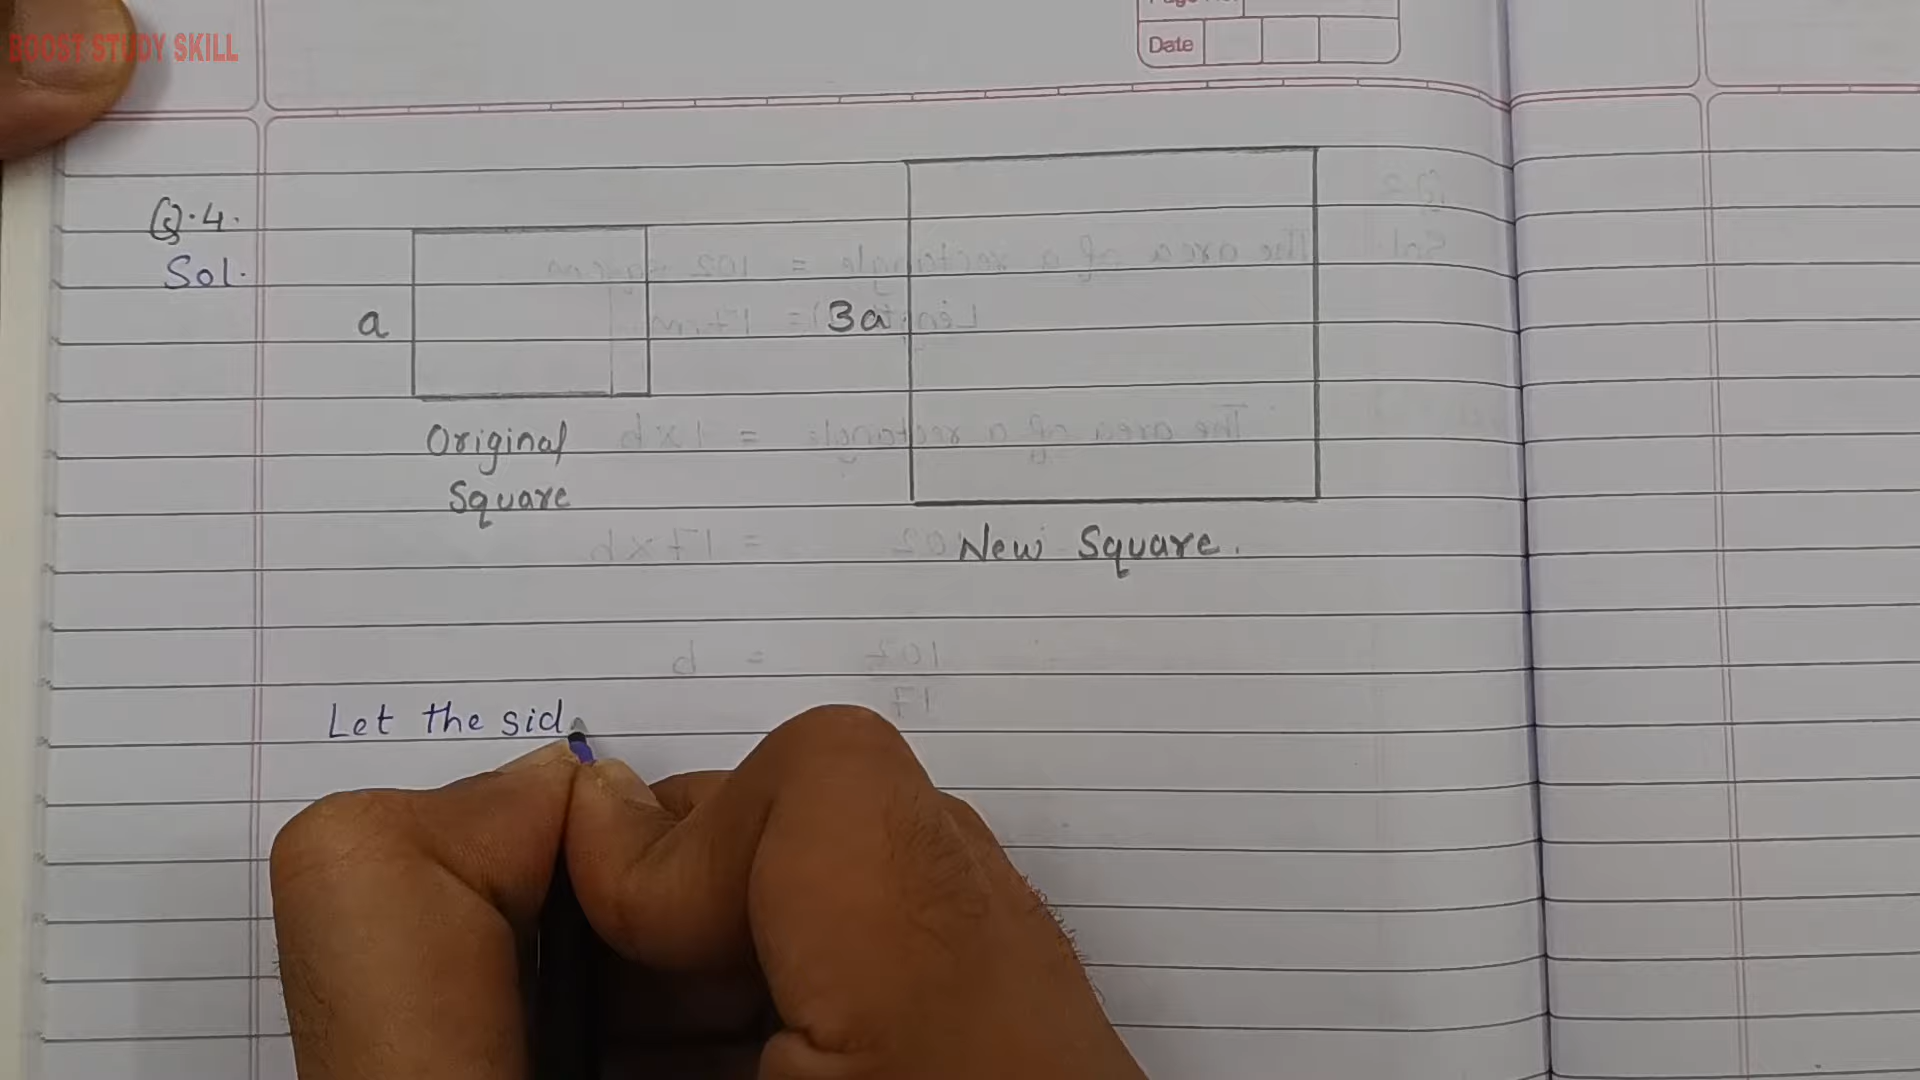 BOOST STUDY SKILL
Date
Q.4.
Sol.
a
3a
Original
Square
New Square.
Let the sid